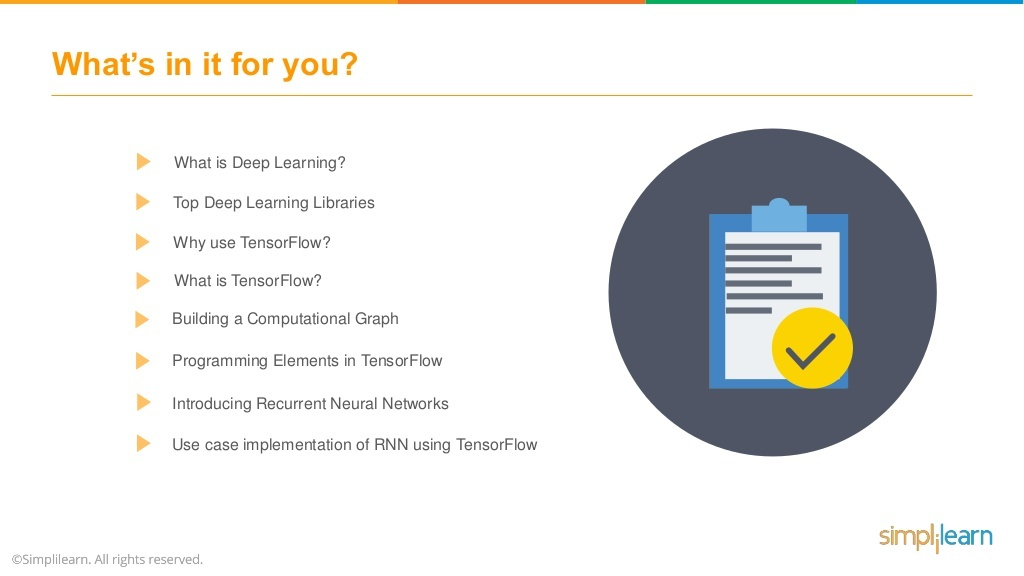 What's in it for you?
What is Deep Learning?
Top Deep Learning Libraries
Why use TensorFlow?
What is TensorFlow?
Building a Computational Graph
Programming Elements in TensorFlow
Introducing Recurrent Neural Networks
Use case implementation of RNN using TensorFlow
simplilearn
©Simplilearn. All rights reserved.